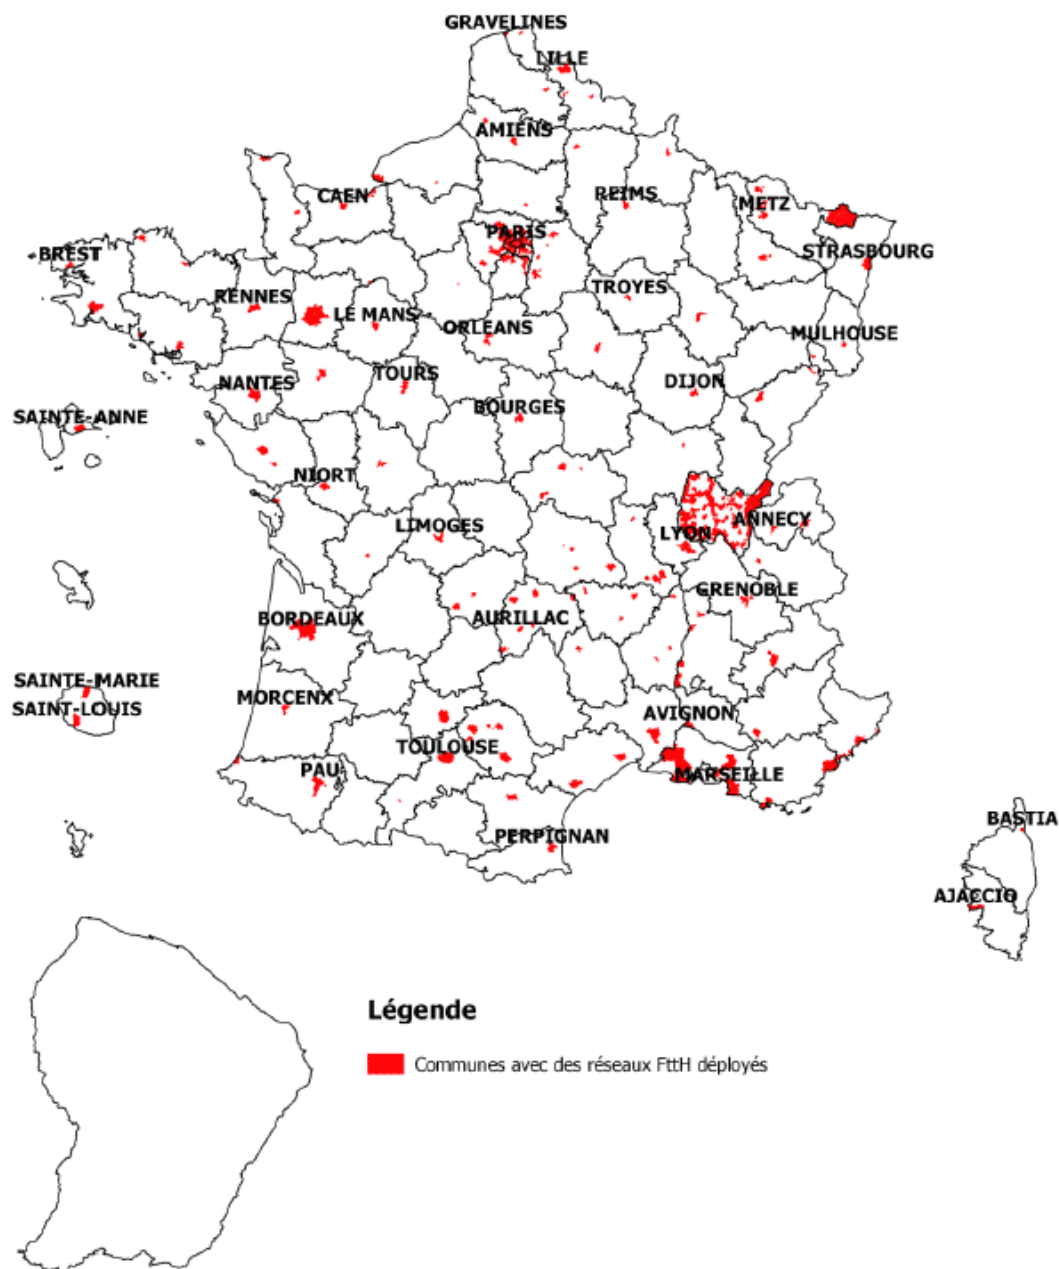 GRAVELINES
LILLE
AMIENS
CAEN
REIMS
METZ
PARIS
BREST
STRASBOURG
RENNES
LE MANS
TROYES
ORLEANS
MULHOUSE
NANTES
TOURS
DIJON
BOURGES
SAINTE-ANNE
NIORT
LIMOGES
ANNECY
LYON
GRENOBLE
BORDEAUX
AURILLAC
SAINTE-MARIE
MORCENX
SAINT-LOUIS
AVIGNON
TOULOUSE
PAU
MARSEILLE
BASTIA
PERPIGNAN
AJACCIO
Légende
Communes avec des réseaux FttH déployés